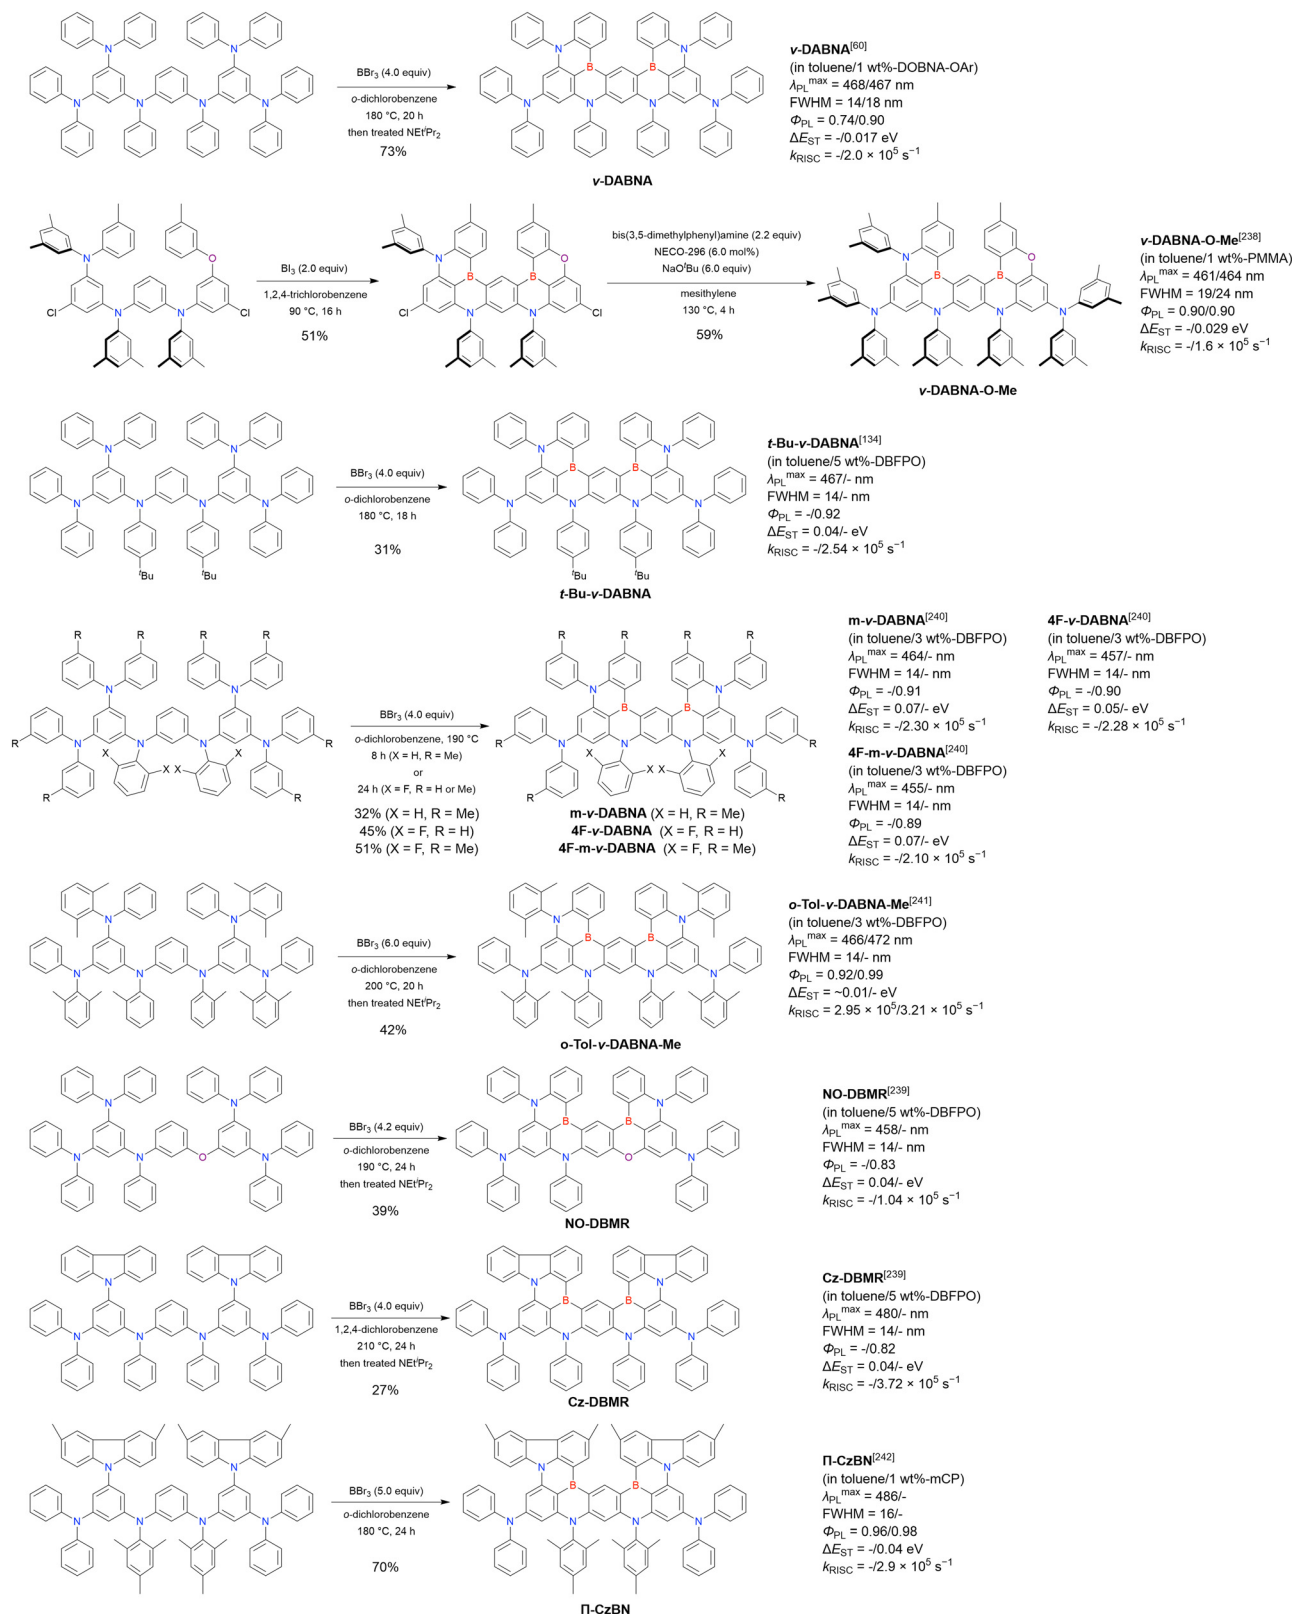 BBr3 (4.0 equiv)
o-dichlorobenzene
180 °C, 20 h
then treated NEtiPr2
73%
v-DABNA
v-DABNA[60]
(in toluene/1 wt%-DOBNA-OAr)
λPLmax = 468/467 nm
FWHM = 14/18 nm
ΦPL = 0.74/0.90
ΔEST = -/0.017 eV
kRISC = -/2.0 × 10⁵ s⁻¹
BI3 (2.0 equiv)
1,2,4-trichlorobenzene
90 °C, 16 h
51%
bis(3,5-dimethylphenyl)amine (2.2 equiv)
NECO-296 (6.0 mol%)
NaOtBu (6.0 equiv)
mesithylene
130 °C, 4 h
59%
v-DABNA-O-Me
v-DABNA-O-Me[238]
(in toluene/1 wt%-PMMA)
λPLmax = 461/464 nm
FWHM = 19/24 nm
ΦPL = 0.90/0.90
ΔEST = -/0.029 eV
kRISC = -/1.6 × 10⁵ s⁻¹
BBr3 (4.0 equiv)
o-dichlorobenzene
180 °C, 18 h
31%
tBu
tBu
tBu
tBu
t-Bu-v-DABNA
t-Bu-v-DABNA[134]
(in toluene/5 wt%-DBFPO)
λPLmax = 467/- nm
FWHM = 14/- nm
ΦPL = -/0.92
ΔEST = 0.04/- eV
kRISC = -/2.54 × 10⁵ s⁻¹
BBr3 (4.0 equiv)
o-dichlorobenzene, 190 °C
8 h (X = H, R = Me)
or
24 h (X = F, R = H or Me)
32% (X = H, R = Me)
45% (X = F, R = H)
51% (X = F, R = Me)
m-v-DABNA (X = H, R = Me)
4F-v-DABNA (X = F, R = H)
4F-m-v-DABNA (X = F, R = Me)
m-v-DABNA[240]
(in toluene/3 wt%-DBFPO)
λPLmax = 464/- nm
FWHM = 14/- nm
ΦPL = -/0.91
ΔEST = 0.07/- eV
kRISC = -/2.30 × 10⁵ s⁻¹
4F-v-DABNA[240]
(in toluene/3 wt%-DBFPO)
λPLmax = 457/- nm
FWHM = 14/- nm
ΦPL = -/0.90
ΔEST = 0.05/- eV
kRISC = -/2.28 × 10⁵ s⁻¹
4F-m-v-DABNA[240]
(in toluene/3 wt%-DBFPO)
λPLmax = 455/- nm
FWHM = 14/- nm
ΦPL = -/0.89
ΔEST = 0.07/- eV
kRISC = -/2.10 × 10⁵ s⁻¹
BBr3 (6.0 equiv)
o-dichlorobenzene
200 °C, 20 h
then treated NEtiPr2
42%
o-Tol-v-DABNA-Me
o-Tol-v-DABNA-Me[241]
(in toluene/3 wt%-DBFPO)
λPLmax = 466/472 nm
FWHM = 14/- nm
ΦPL = 0.92/0.99
ΔEST = ~0.01/- eV
kRISC = 2.95 × 10⁵/3.21 × 10⁵ s⁻¹
BBr3 (4.2 equiv)
o-dichlorobenzene
190 °C, 24 h
then treated NEtiPr2
39%
NO-DBMR
NO-DBMR[239]
(in toluene/5 wt%-DBFPO)
λPLmax = 458/- nm
FWHM = 14/- nm
ΦPL = -/0.83
ΔEST = 0.04/- eV
kRISC = -/1.04 × 10⁵ s⁻¹
BBr3 (4.0 equiv)
1,2,4-dichlorobenzene
210 °C, 24 h
then treated NEtiPr2
27%
Cz-DBMR
Cz-DBMR[239]
(in toluene/5 wt%-DBFPO)
λPLmax = 480/- nm
FWHM = 14/- nm
ΦPL = -/0.82
ΔEST = 0.04/- eV
kRISC = -/3.72 × 10⁵ s⁻¹
BBr3 (5.0 equiv)
o-dichlorobenzene
180 °C, 24 h
70%
Π-CzBN
Π-CzBN[242]
(in toluene/1 wt%-mCP)
λPLmax = 486/-
FWHM = 16/-
ΦPL = 0.96/0.98
ΔEST = -/0.04 eV
kRISC = -/2.9 × 10⁵ s⁻¹